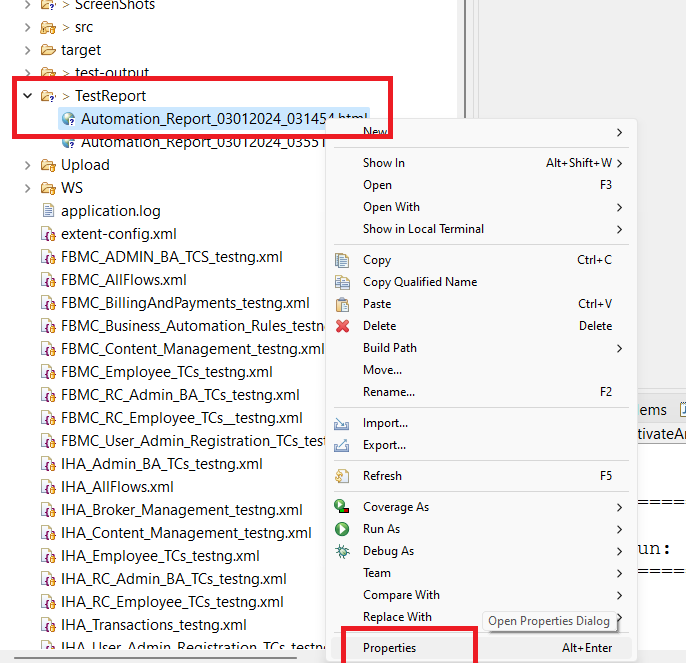 > ScreenShots
> src
target
> test-output
> TestReport
Automation_Report_03012024_031454.html
Automation_Report_03012024_03551
Upload
WS
application.log
extent-config.xml
FBMC_ADMIN_BA_TCS_testng.xml
FBMC_AllFlows.xml
FBMC_BillingAndPayments_testng.xml
FBMC_Business_Automation_Rules_testn
FBMC_Content_Management_testng.xml
FBMC_Employee_TCs_testng.xml
FBMC_RC_Admin_BA_TCs_testng.xml
FBMC_RC_Employee_TCs__testng.xml
FBMC_User_Admin_Registration_TCs_test
IHA_Admin_BA_TCs_testng.xml
IHA_AllFlows.xml
IHA_Broker_Management_testng.xml
IHA_Content_Management_testng.xml
IHA_Employee_TCs_testng.xml
IHA_RC_Admin_BA_TCs_testng.xml
IHA_RC_Employee_TCs_testng.xml
IHA_Transactions_testng.xml
IHA_User_Admin_Registration_TCs_testn
New
Show In Alt+Shift+W
Open F3
Open With
Show in Local Terminal
Copy Ctrl+C
Copy Qualified Name
Paste Ctrl+V
Delete Delete
Build Path
Move...
Rename... F2
Import...
Export...
Refresh F5
Coverage As
Run As
Debug As
Team
Compare With
Replace With
Open Properties Dialog
Properties Alt+Enter
ems
tivateAr
=====
un:
=====